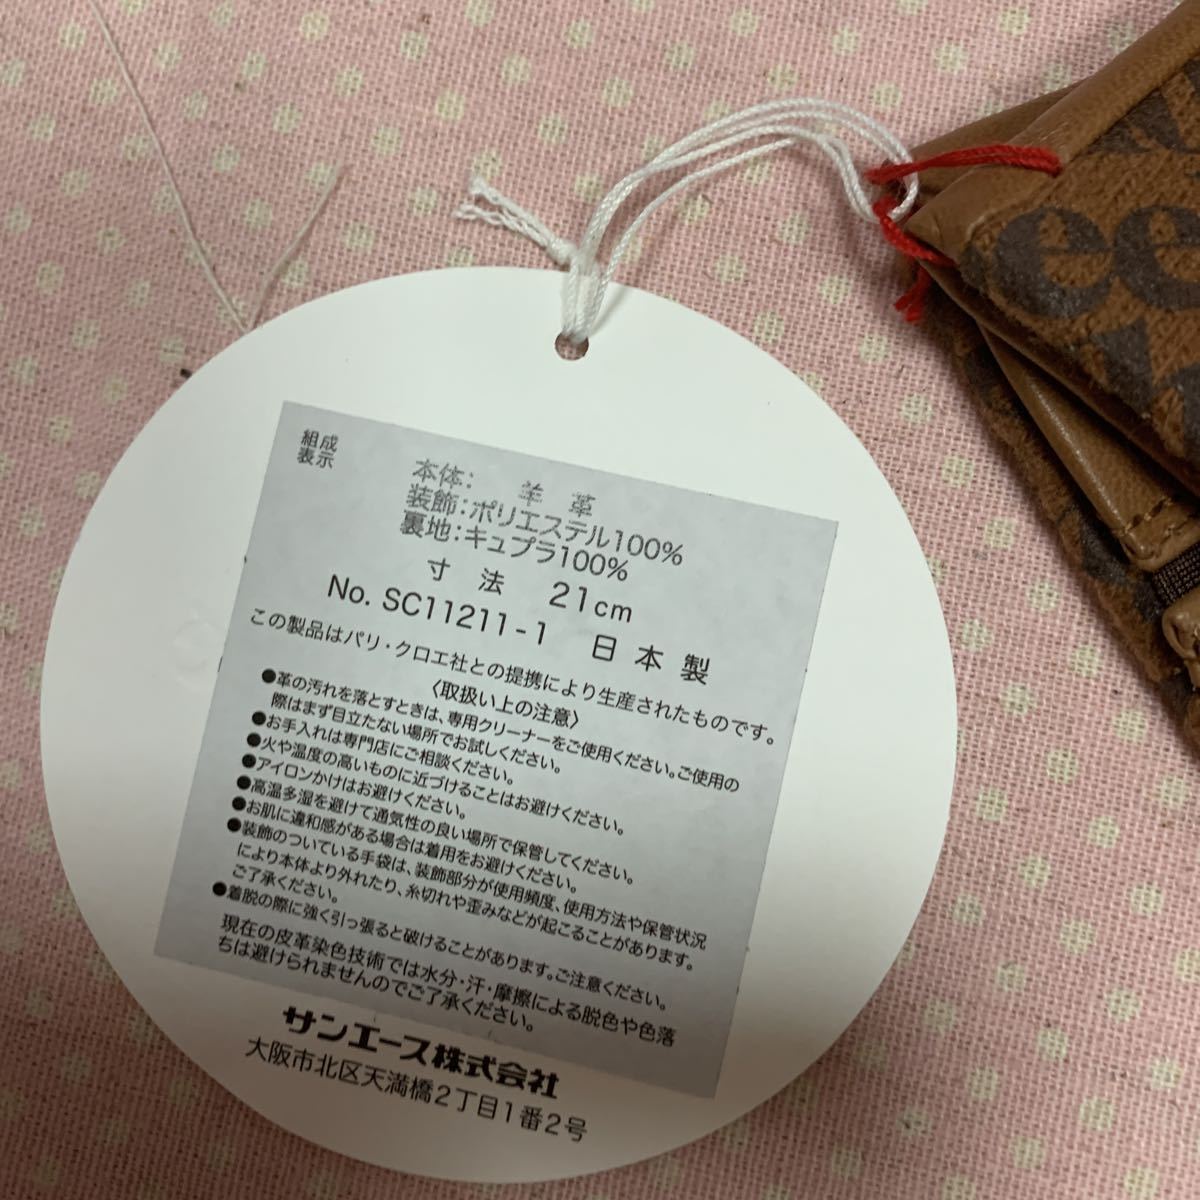 組成
表示
本体： 羊 革
装飾：ポリエステル100%
裏地：キュプラ100%
寸 法 21cm
No. SC11211-1 日 本 製
この製品はパリ・クロエ社との提携により生産されたものです。
〈取扱い上の注意〉
●革の汚れを落とすときは、専用クリーナーをご使用ください。ご使用の
際はまず目立たない場所でお試しください。
●お手入れは専門店にご相談ください。
●火や温度の高いものに近づけることはお避けください。
●アイロンかけはお避けください。
●高温多湿を避けて通気性の良い場所で保管してください。
●お肌に違和感がある場合は着用をお避けください。
●装飾のついている手袋は、装飾部分が使用頻度、使用方法や保管状況
により本体より外れたり、糸切れや歪みなどが起こることがあります。
ご了承ください。
●着脱の際に強く引っ張ると破けることがあります。ご注意ください。
現在の皮革染色技術では水分・汗・摩擦による脱色や色落
ちは避けられませんのでご了承ください。
サンエース株式会社
大阪市北区天満橋2丁目1番2号
ee